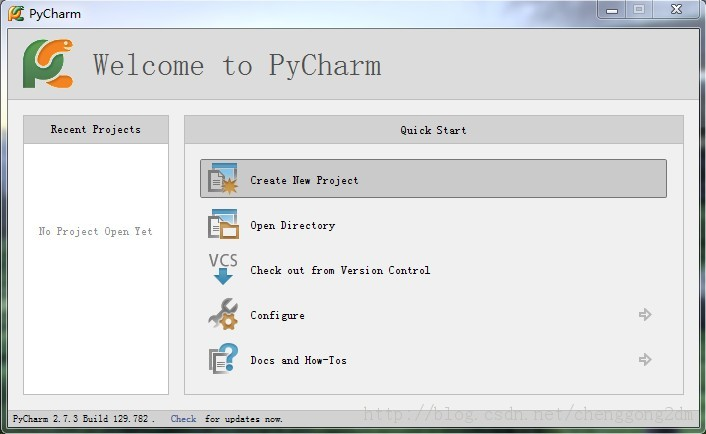 PyCharm
Welcome to PyCharm
Recent Projects
No Project Open Yet
Quick Start
Create New Project
Open Directory
VCS
Check out from Version Control
Configure
Docs and How-Tos
PyCharm 2.7.3 Build 129.782 . Check for updates now.
http://blog.csdn.net/chenggong2dm